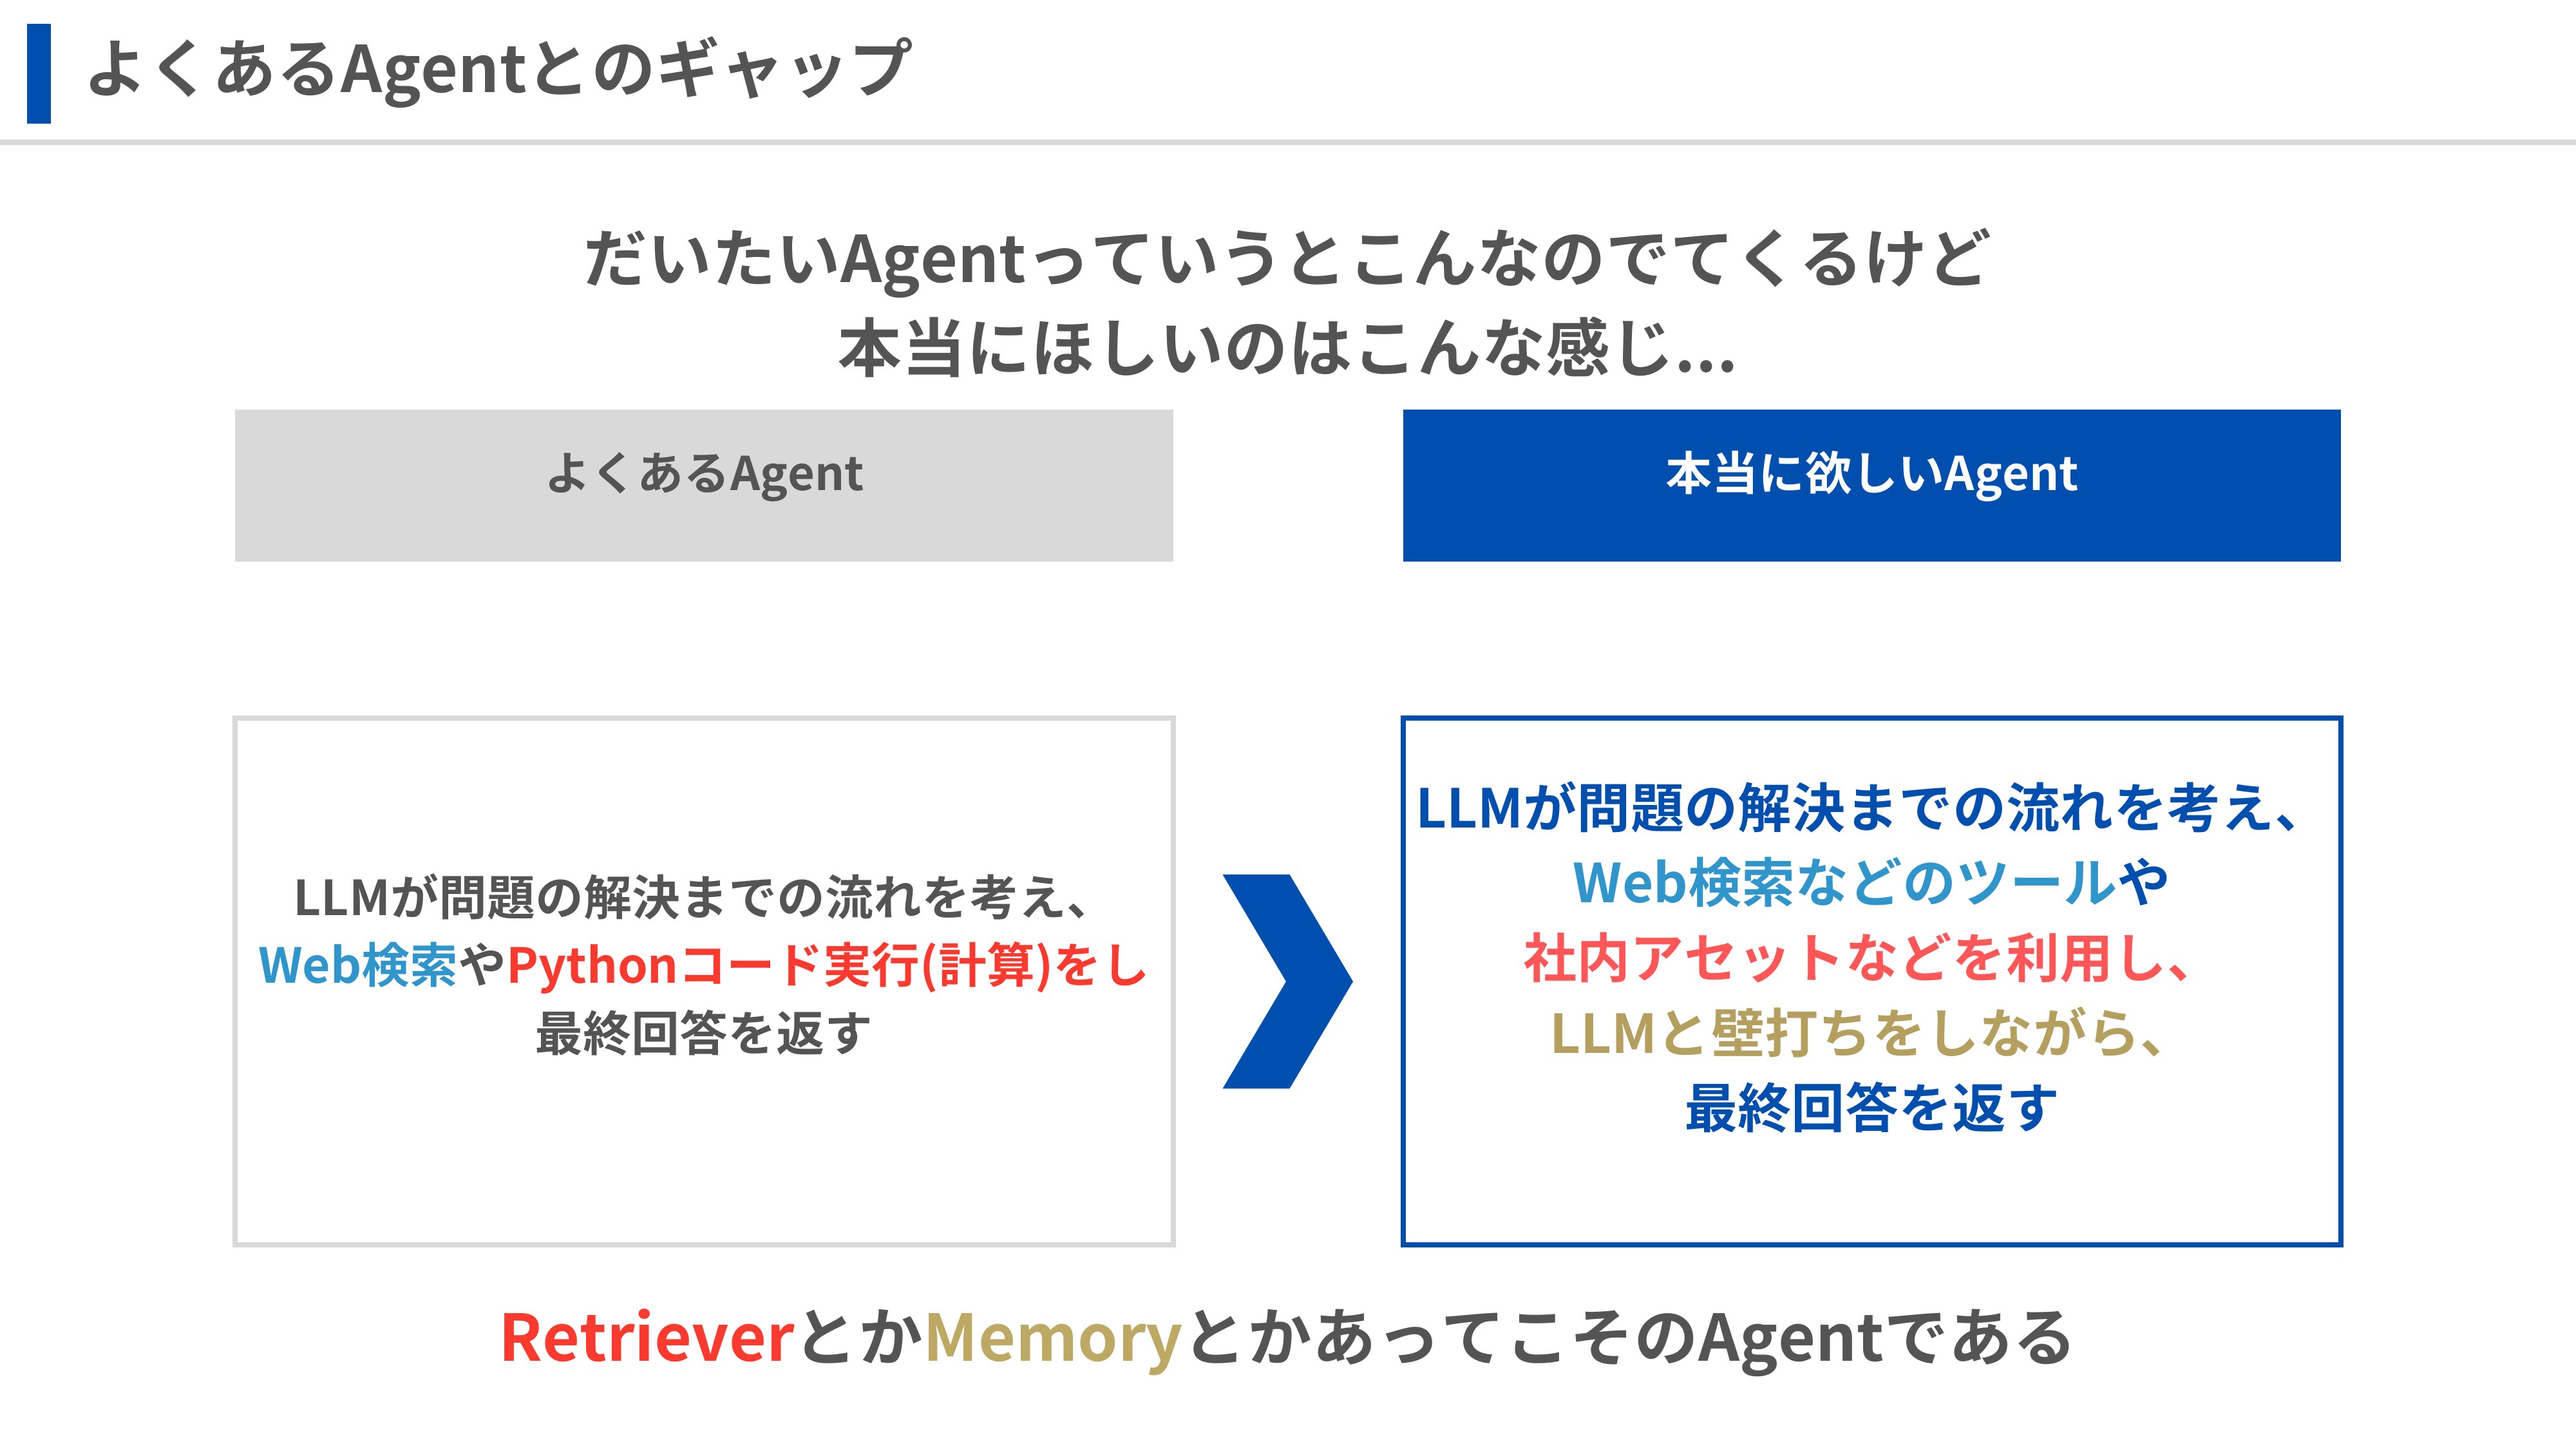 よくあるAgentとのギャップ
だいたいAgentっていうとこんなのでてくるけど
本当にほしいのはこんな感じ...
よくあるAgent
本当に欲しいAgent
LLMが問題の解決までの流れを考え、
Web検索やPythonコード実行(計算)をし
最終回答を返す
LLMが問題の解決までの流れを考え、
Web検索などのツールや
社内アセットなどを利用し、
LLMと壁打ちをしながら、
最終回答を返す
RetrieverとかMemoryとかあってこそのAgentである